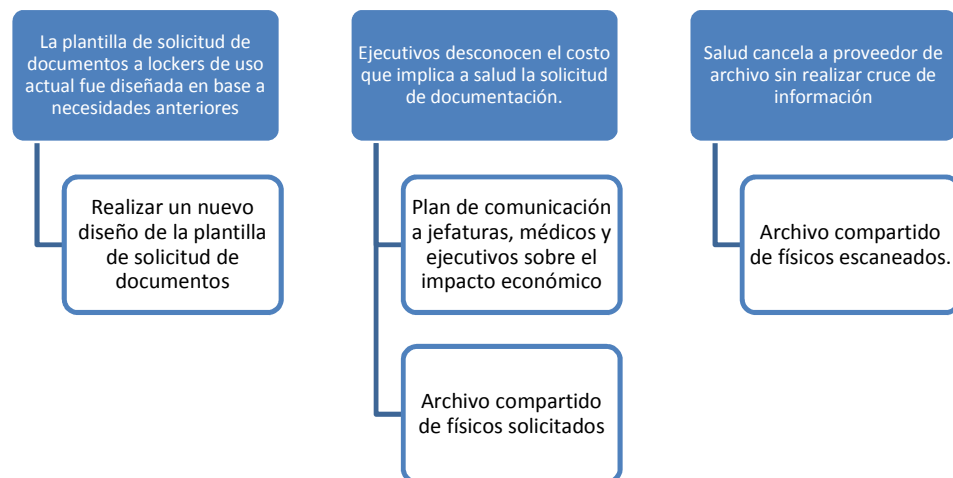 La plantilla de solicitud de
documentos a lockers de uso
actual fue diseñada en base a
necesidades anteriores
Realizar un nuevo
diseño de la plantilla
de solicitud de
documentos
Ejecutivos desconocen el costo
que implica a salud la solicitud
de documentación.
Plan de comunicación
a jefaturas, médicos y
ejecutivos sobre el
impacto económico
Archivo compartido
de físicos solicitados
Salud cancela a proveedor de
archivo sin realizar cruce de
información
Archivo compartido
de físicos escaneados.